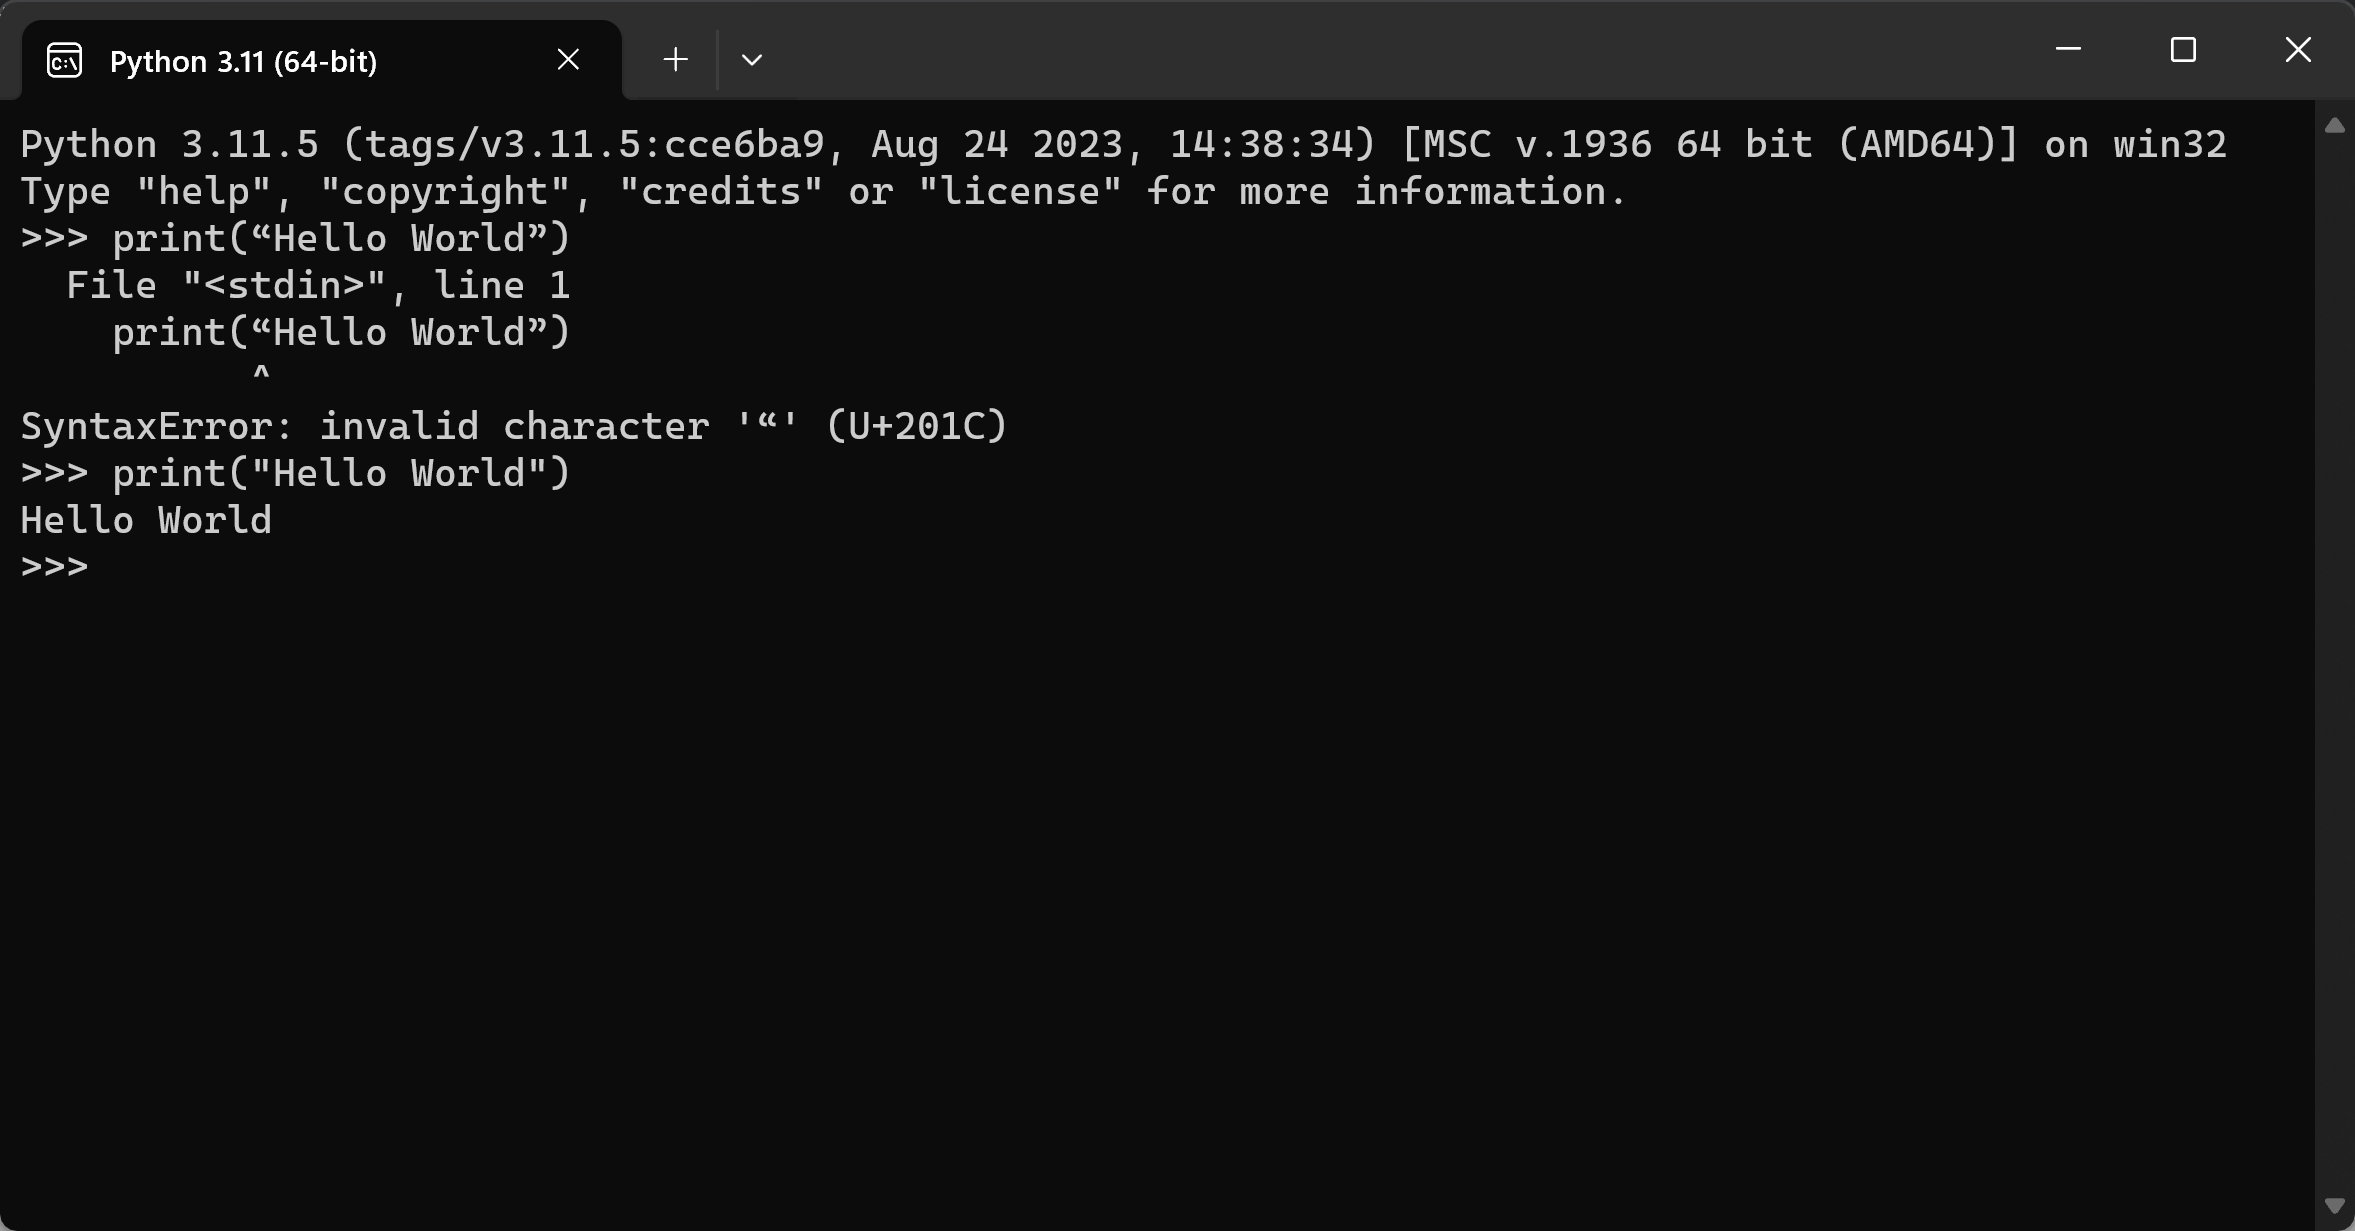 Python 3.11 (64-bit)
Python 3.11.5 (tags/v3.11.5:cce6ba9, Aug 24 2023, 14:38:34) [MSC v.1936 64 bit (AMD64)] on win32
Type "help", "copyright", "credits" or "license" for more information.
>>> print(“Hello World”)
  File "<stdin>", line 1
    print(“Hello World”)
          ^
SyntaxError: invalid character '“' (U+201C)
>>> print("Hello World")
Hello World
>>>